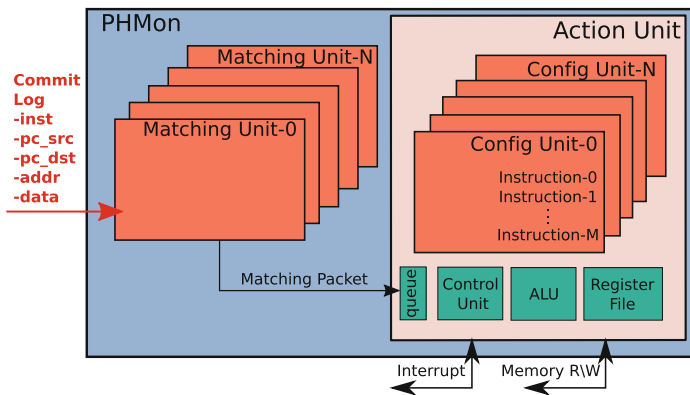 PHMon
Action Unit
Commit
Log
-inst
-pc_src
-pc_dst
-addr
-data
Matching Unit-N
Matching Unit-0
Config Unit-N
Config Unit-0
Instruction-0
Instruction-1
⋮
Instruction-M
Matching Packet
queue
Control
Unit
ALU
Register
File
Interrupt
Memory R\W